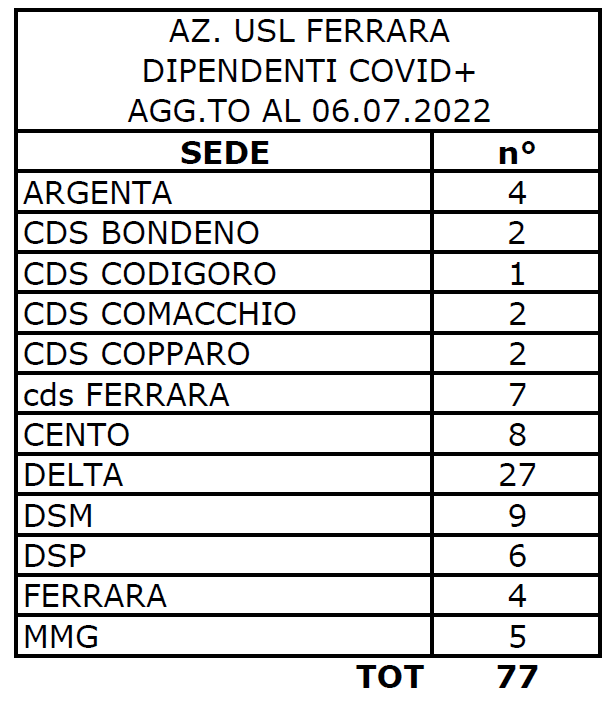 AZ. USL FERRARA
DIPENDENTI COVID+
AGG.TO AL 06.07.2022
SEDE n°
ARGENTA 4
CDS BONDENO 2
CDS CODIGORO 1
CDS COMACCHIO 2
CDS COPPARO 2
cds FERRARA 7
CENTO 8
DELTA 27
DSM 9
DSP 6
FERRARA 4
MMG 5
TOT 77